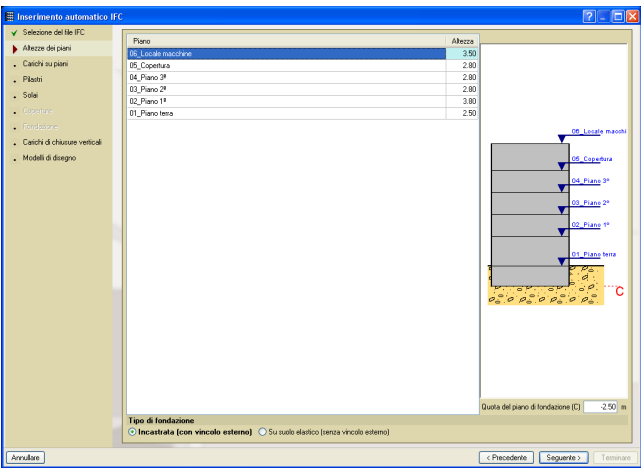 Inserimento automatico IFC
Selezione del file IFC
Altezze dei piani
Carichi su piani
Pilastri
Solai
Coperture
Fondazione
Carichi di chiusure verticali
Modelli di disegno
Piano Altezza
06_Locale macchine 3.50
05_Copertura 2.80
04_Piano 3º 2.80
03_Piano 2º 2.80
02_Piano 1º 3.80
01_Piano terra 2.50
06_Locale macchi
05_Copertura
04_Piano 3º
03_Piano 2º
02_Piano 1º
01_Piano terra
C
Quota del piano di fondazione (C) -2.50 m
Tipo di fondazione
Incastrata (con vincolo esterno) Su suolo elastico (senza vincolo esterno)
Annullare < Precedente Seguente > Terminare